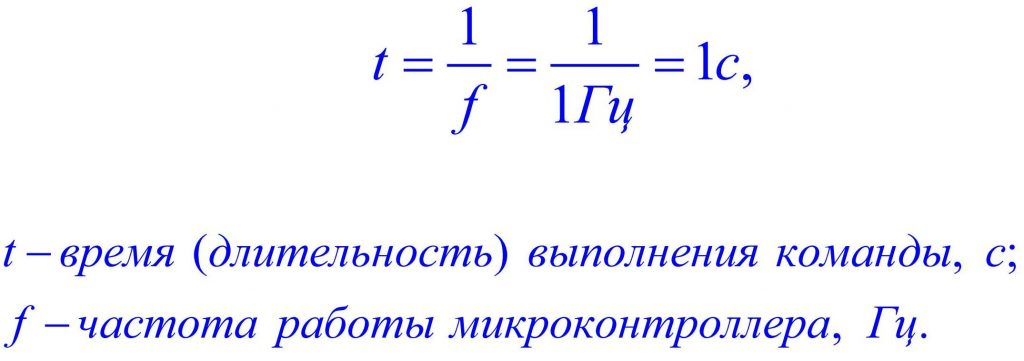 t = 1/f = 1/1Гц = 1с,
t – время (длительность) выполнения команды, с;
f – частота работы микроконтроллера, Гц.